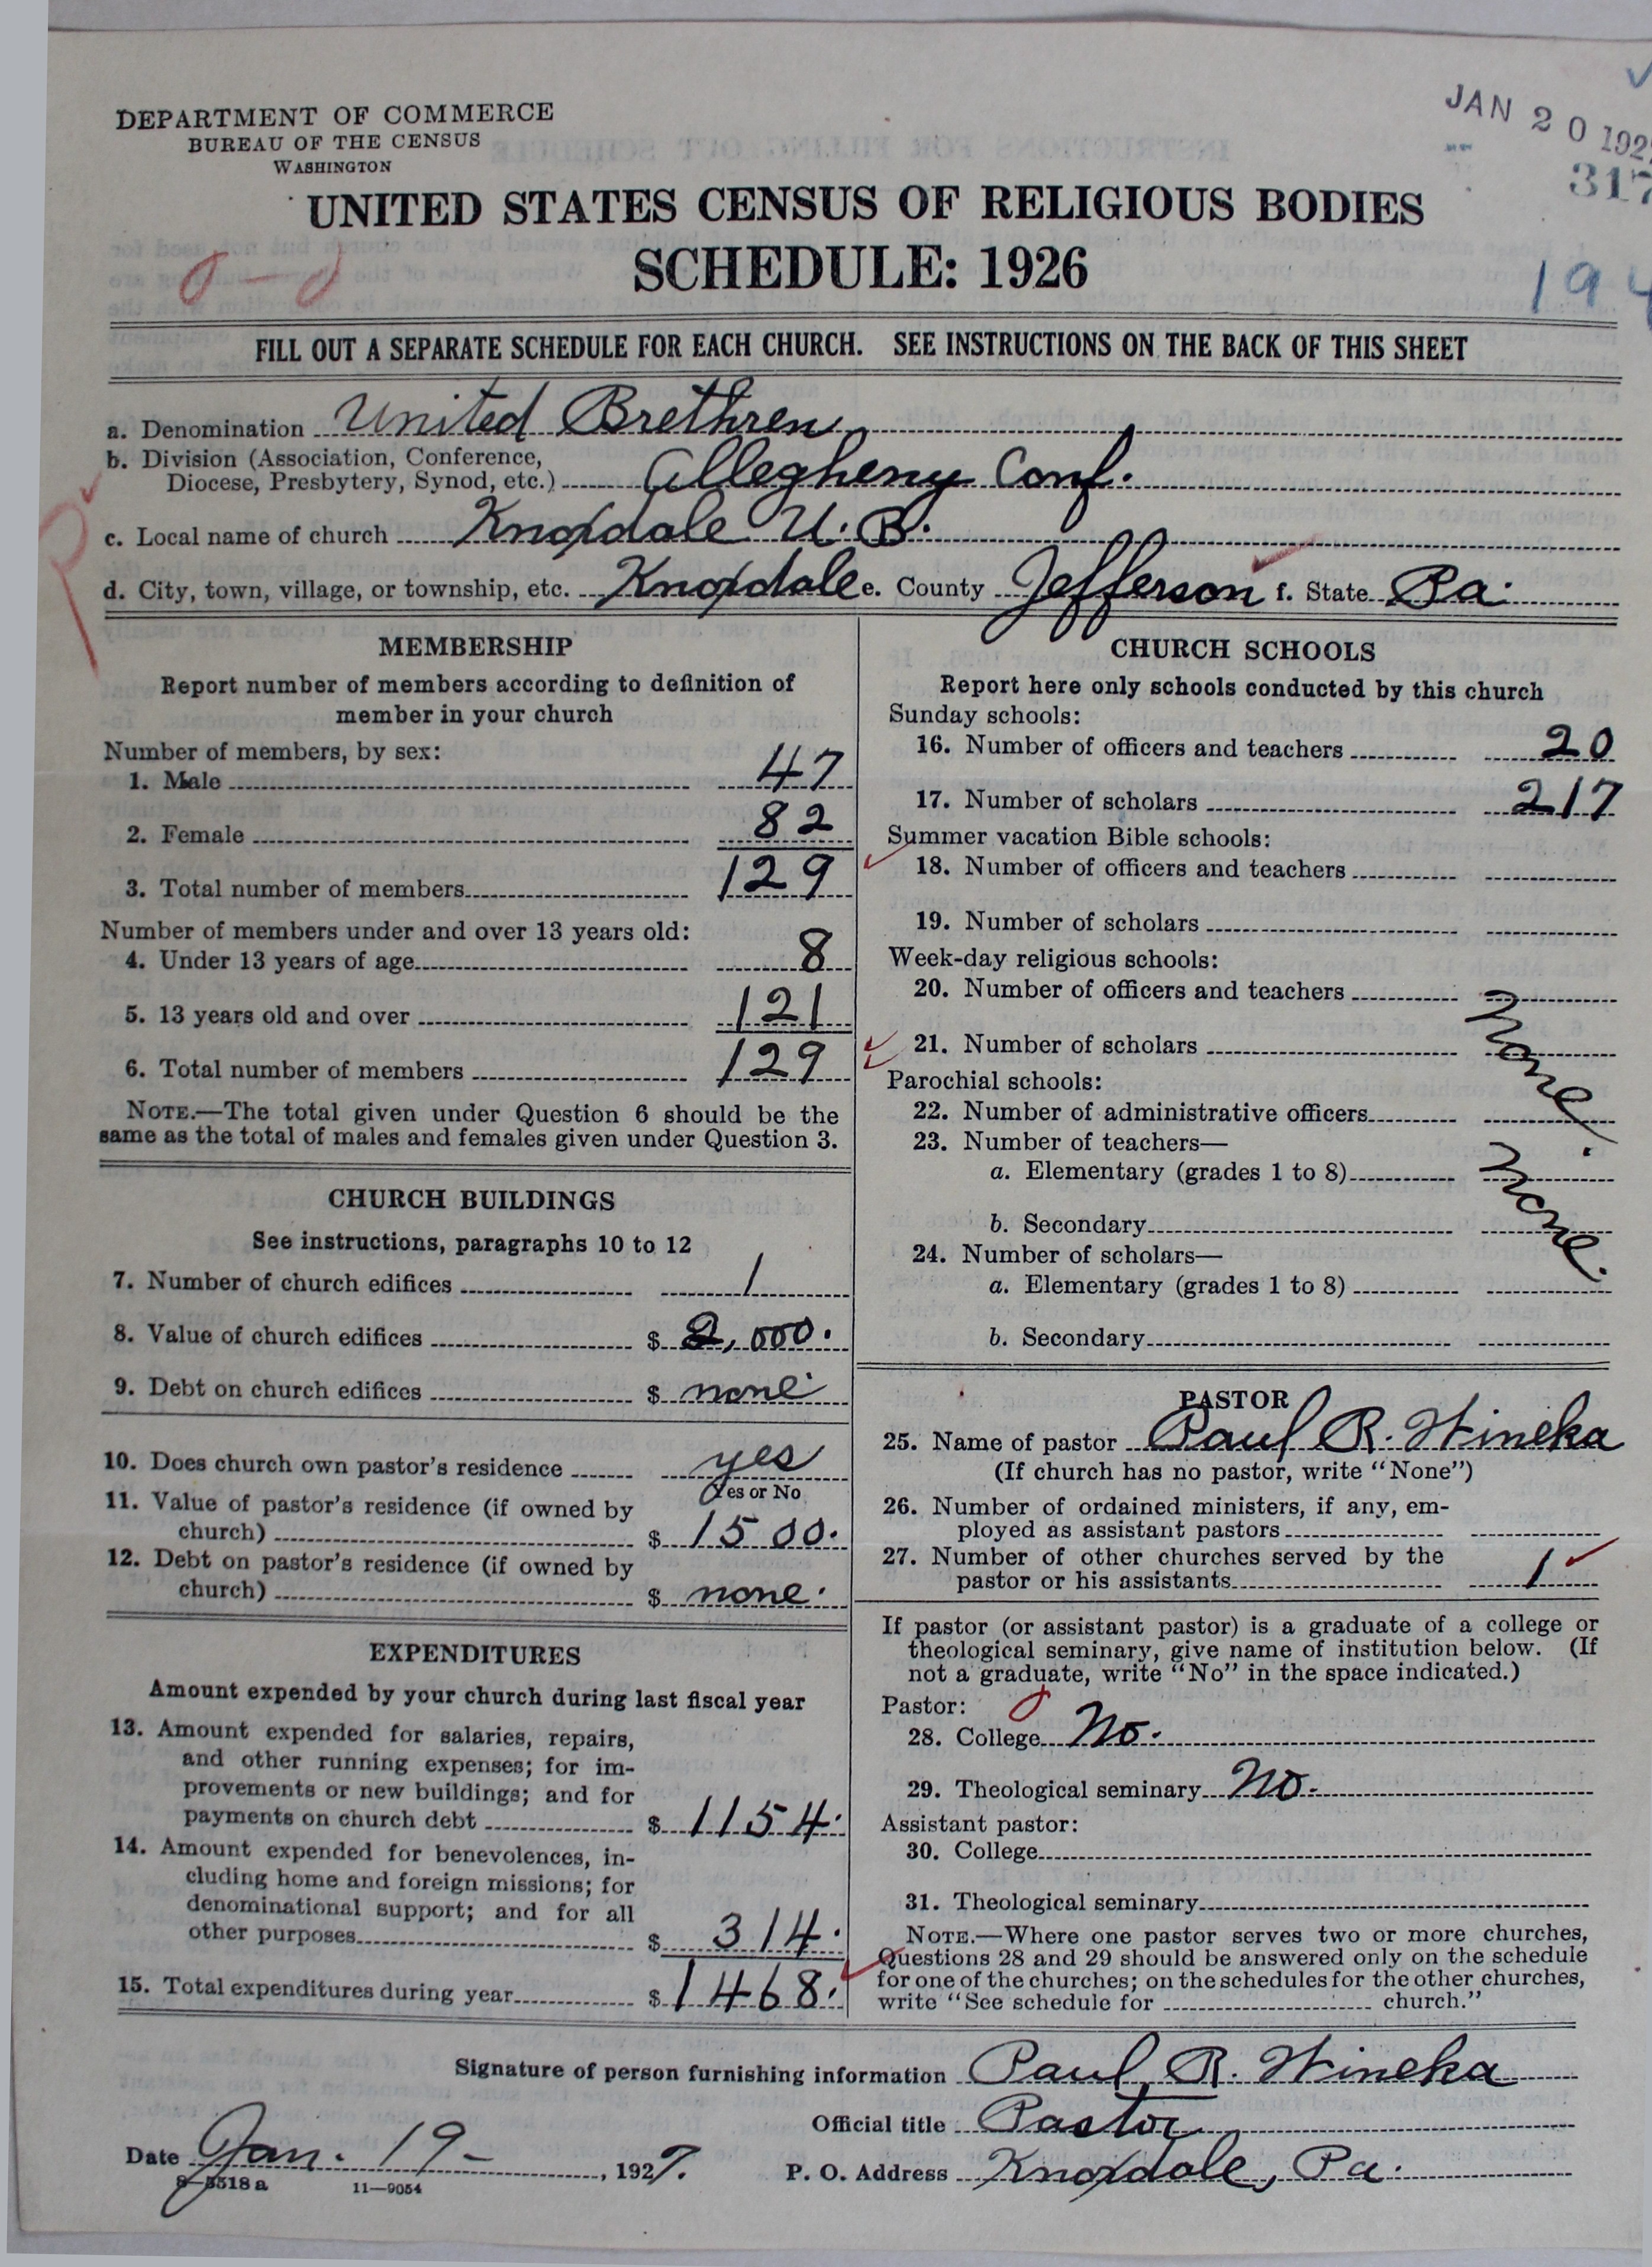 JAN 20 192
317
194
DEPARTMENT OF COMMERCE
BUREAU OF THE CENSUS
WASHINGTON
UNITED STATES CENSUS OF RELIGIOUS BODIES
SCHEDULE: 1926
FILL OUT A SEPARATE SCHEDULE FOR EACH CHURCH. SEE INSTRUCTIONS ON THE BACK OF THIS SHEET
a. Denomination United Brethren
b. Division (Association, Conference,
Diocese, Presbytery, Synod, etc.) Allegheny Conf.
c. Local name of church Knoxdale U. B.
d. City, town, village, or township, etc. Knoxdale e. County Jefferson f. State Pa.
MEMBERSHIP
Report number of members according to definition of
member in your church
Number of members, by sex:
1. Male 47
2. Female 82
3. Total number of members 129
Number of members under and over 13 years old:
4. Under 13 years of age 8
5. 13 years old and over 121
6. Total number of members 129
NOTE.—The total given under Question 6 should be the
same as the total of males and females given under Question 3.
CHURCH BUILDINGS
See instructions, paragraphs 10 to 12
7. Number of church edifices 1
8. Value of church edifices $ 2,000.
9. Debt on church edifices $ none
10. Does church own pastor's residence yes
Yes or No
11. Value of pastor's residence (if owned by
church) $ 1500.
12. Debt on pastor's residence (if owned by
church) $ none.
EXPENDITURES
Amount expended by your church during last fiscal year
13. Amount expended for salaries, repairs,
and other running expenses; for im-
provements or new buildings; and for
payments on church debt $ 1154.
14. Amount expended for benevolences, in-
cluding home and foreign missions; for
denominational support; and for all
other purposes $ 314.
15. Total expenditures during year $ 1468.
CHURCH SCHOOLS
Report here only schools conducted by this church
Sunday schools:
16. Number of officers and teachers 20
17. Number of scholars 217
Summer vacation Bible schools:
18. Number of officers and teachers
19. Number of scholars
Week-day religious schools:
20. Number of officers and teachers
None.
21. Number of scholars
Parochial schools:
22. Number of administrative officers
23. Number of teachers—
a. Elementary (grades 1 to 8)
None.
b. Secondary
24. Number of scholars—
a. Elementary (grades 1 to 8)
b. Secondary
PASTOR
25. Name of pastor Paul R. Wineka
(If church has no pastor, write "None")
26. Number of ordained ministers, if any, em-
ployed as assistant pastors
27. Number of other churches served by the
pastor or his assistants 1
If pastor (or assistant pastor) is a graduate of a college or
theological seminary, give name of institution below. (If
not a graduate, write "No" in the space indicated.)
Pastor:
28. College No.
29. Theological seminary No.
Assistant pastor:
30. College
31. Theological seminary
NOTE.—Where one pastor serves two or more churches,
Questions 28 and 29 should be answered only on the schedule
for one of the churches; on the schedules for the other churches,
write "See schedule for church."
Signature of person furnishing information Paul R. Wineka
Official title Pastor
Date Jan. 19- , 1927.
P. O. Address Knoxdale, Pa.
8—5518 a 11—9054